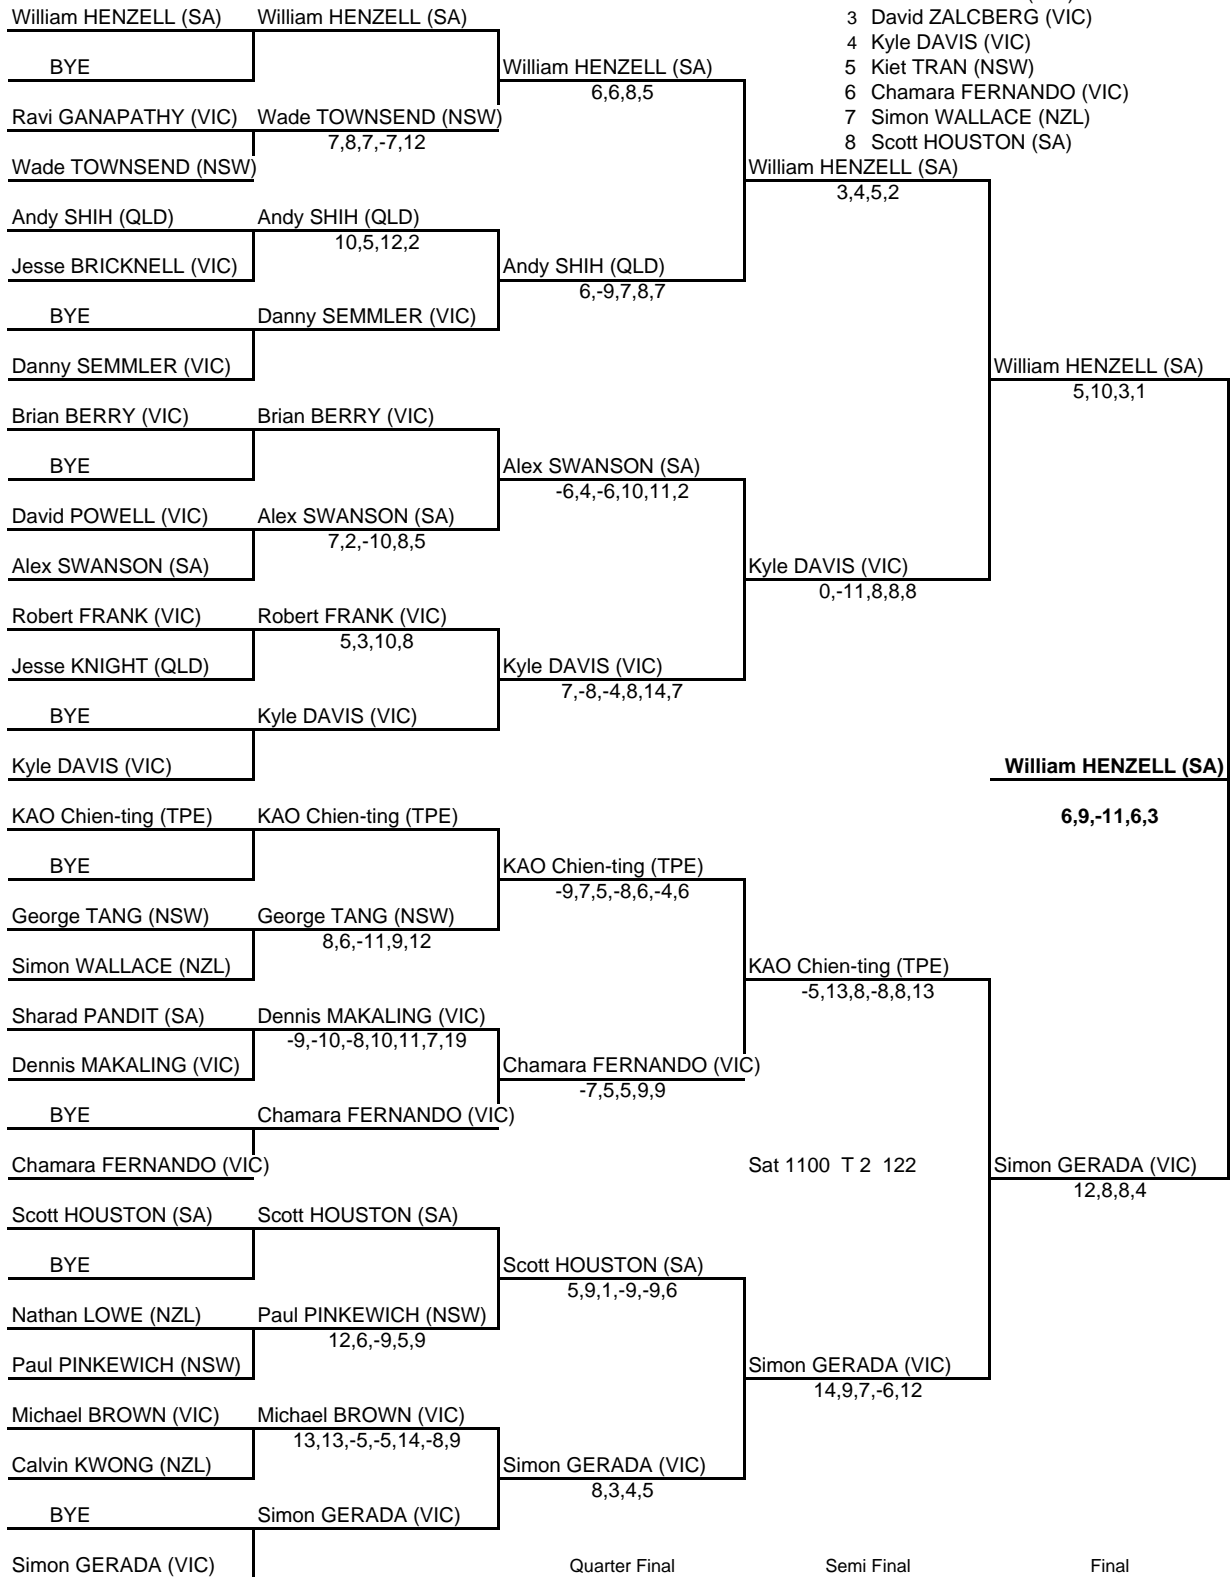 William HENZELL (SA) William HENZELL (SA)
3 David ZALCBERG (VIC)
4 Kyle DAVIS (VIC)
BYE William HENZELL (SA) 5 Kiet TRAN (NSW)
6,6,8,5 6 Chamara FERNANDO (VIC)
Ravi GANAPATHY (VIC) Wade TOWNSEND (NSW) 7 Simon WALLACE (NZL)
7,8,7,-7,12 8 Scott HOUSTON (SA)
Wade TOWNSEND (NSW) William HENZELL (SA)
3,4,5,2
Andy SHIH (QLD) Andy SHIH (QLD)
10,5,12,2
Jesse BRICKNELL (VIC) Andy SHIH (QLD)
6,-9,7,8,7
BYE Danny SEMMLER (VIC)
Danny SEMMLER (VIC) William HENZELL (SA)
5,10,3,1
Brian BERRY (VIC) Brian BERRY (VIC)
BYE Alex SWANSON (SA)
-6,4,-6,10,11,2
David POWELL (VIC) Alex SWANSON (SA)
7,2,-10,8,5
Alex SWANSON (SA) Kyle DAVIS (VIC)
0,-11,8,8,8
Robert FRANK (VIC) Robert FRANK (VIC)
5,3,10,8
Jesse KNIGHT (QLD) Kyle DAVIS (VIC)
7,-8,-4,8,14,7
BYE Kyle DAVIS (VIC)
Kyle DAVIS (VIC) William HENZELL (SA)
KAO Chien-ting (TPE) KAO Chien-ting (TPE) 6,9,-11,6,3
BYE KAO Chien-ting (TPE)
-9,7,5,-8,6,-4,6
George TANG (NSW) George TANG (NSW)
8,6,-11,9,12
Simon WALLACE (NZL) KAO Chien-ting (TPE)
-5,13,8,-8,8,13
Sharad PANDIT (SA) Dennis MAKALING (VIC)
-9,-10,-8,10,11,7,19
Dennis MAKALING (VIC) Chamara FERNANDO (VIC)
-7,5,5,9,9
BYE Chamara FERNANDO (VIC)
Chamara FERNANDO (VIC) Sat 1100 T 2 122 Simon GERADA (VIC)
12,8,8,4
Scott HOUSTON (SA) Scott HOUSTON (SA)
BYE Scott HOUSTON (SA)
5,9,1,-9,-9,6
Nathan LOWE (NZL) Paul PINKEWICH (NSW)
12,6,-9,5,9
Paul PINKEWICH (NSW) Simon GERADA (VIC)
14,9,7,-6,12
Michael BROWN (VIC) Michael BROWN (VIC)
13,13,-5,-5,14,-8,9
Calvin KWONG (NZL) Simon GERADA (VIC)
8,3,4,5
BYE Simon GERADA (VIC)
Simon GERADA (VIC) Quarter Final Semi Final Final